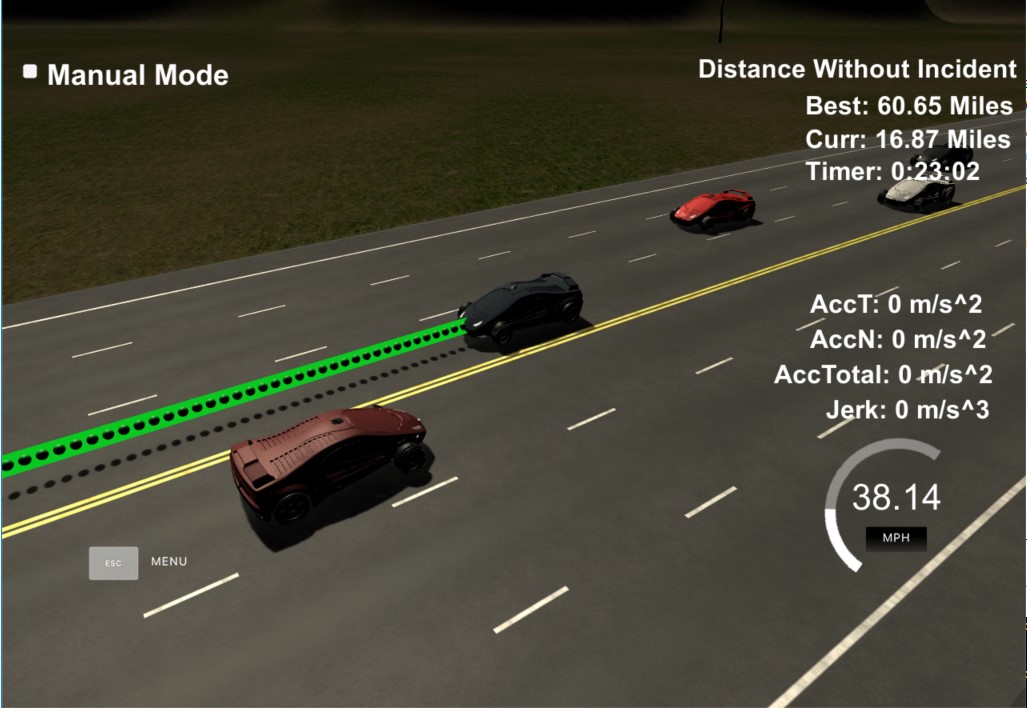 Manual Mode
Distance Without Incident
Best: 60.65 Miles
Curr: 16.87 Miles
Timer: 0:23:02
AccT: 0 m/s^2
AccN: 0 m/s^2
AccTotal: 0 m/s^2
Jerk: 0 m/s^3
38.14
MPH
ESC MENU